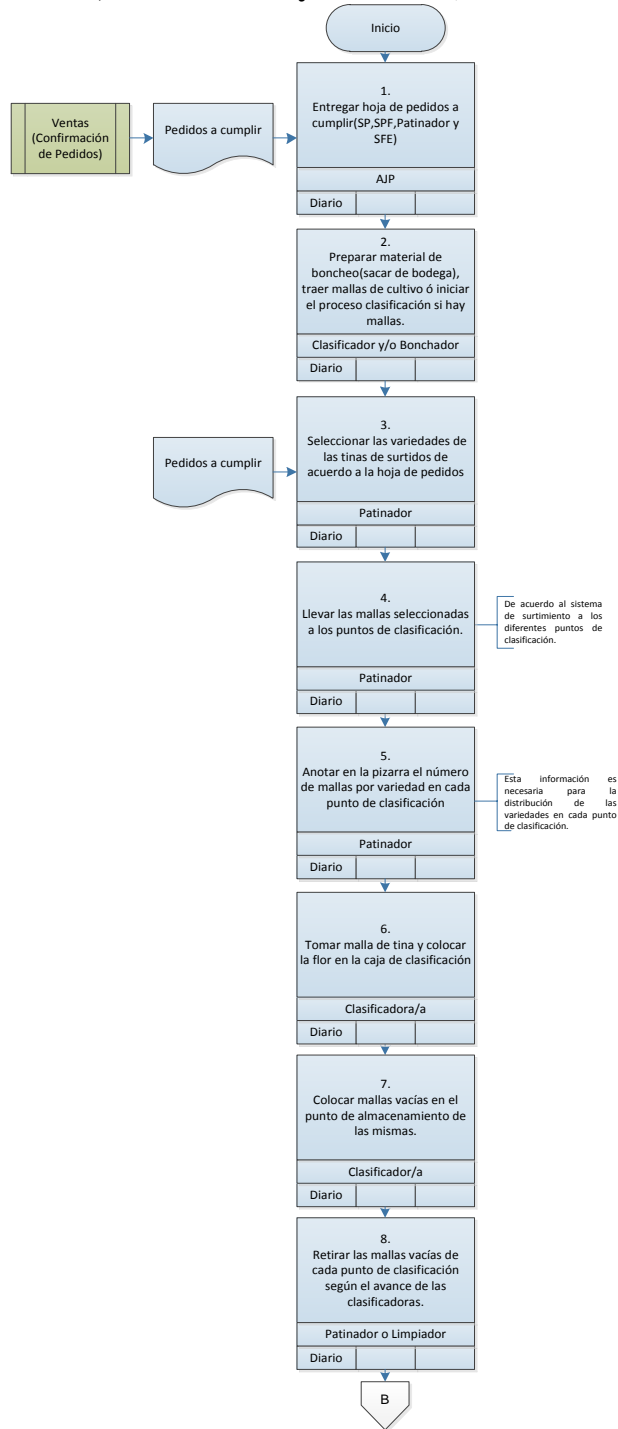 Inicio
1.
Entregar hoja de pedidos a
cumplir(SP,SPF,Patinador y
SFE)
AJP
Diario
Ventas
(Confirmación
de Pedidos)
Pedidos a cumplir
2.
Preparar material de
boncheo(sacar de bodega),
traer mallas de cultivo ó iniciar
el proceso clasificación si hay
mallas.
Clasificador y/o Bonchador
Diario
Pedidos a cumplir
3.
Seleccionar las variedades de
las tinas de surtidos de
acuerdo a la hoja de pedidos
Patinador
Diario
4.
Llevar las mallas seleccionadas
a los puntos de clasificación.
Patinador
Diario
De acuerdo al sistema
de surtimiento a los
diferentes puntos de
clasificación.
5.
Anotar en la pizarra el número
de mallas por variedad en cada
punto de clasificación
Patinador
Diario
Esta información es
necesaria para la
distribución de las
variedades en cada punto
de clasificación.
6.
Tomar malla de tina y colocar
la flor en la caja de clasificación
Clasificadora/a
Diario
7.
Colocar mallas vacías en el
punto de almacenamiento de
las mismas.
Clasificador/a
Diario
8.
Retirar las mallas vacías de
cada punto de clasificación
según el avance de las
clasificadoras.
Patinador o Limpiador
Diario
B